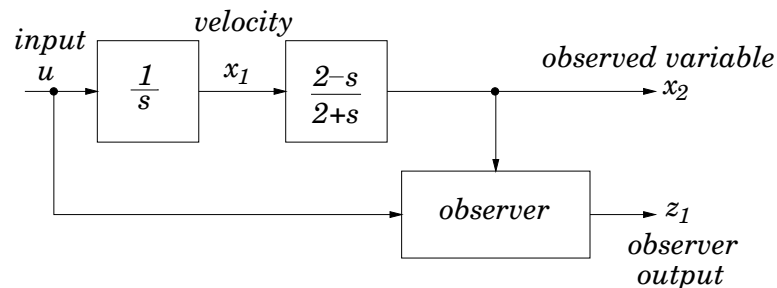 velocity
input
u
1
s
x1
2–s
2+s
observed variable
x2
observer
z1
observer
output